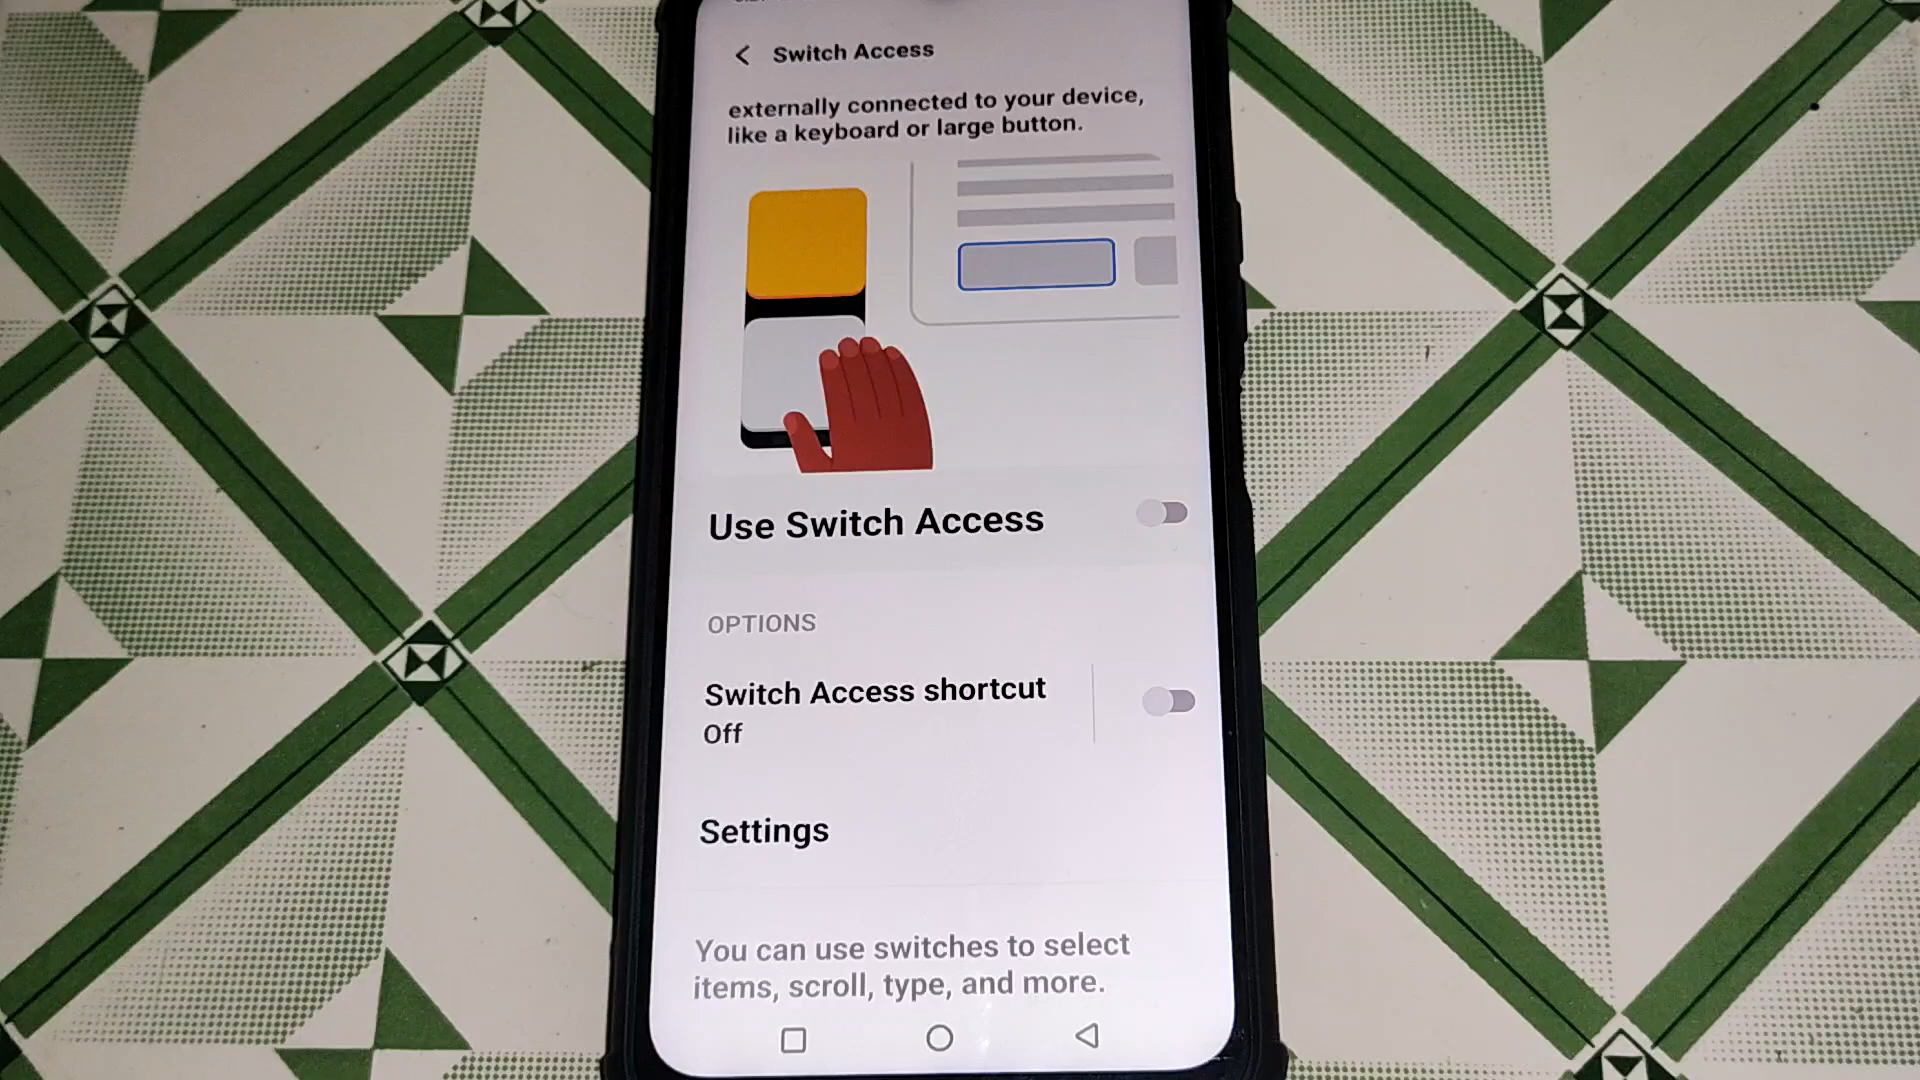 Switch Access
externally connected to your device,
like a keyboard or large button.
Use Switch Access
OPTIONS
Switch Access shortcut
Off
Settings
You can use switches to select
items, scroll, type, and more.